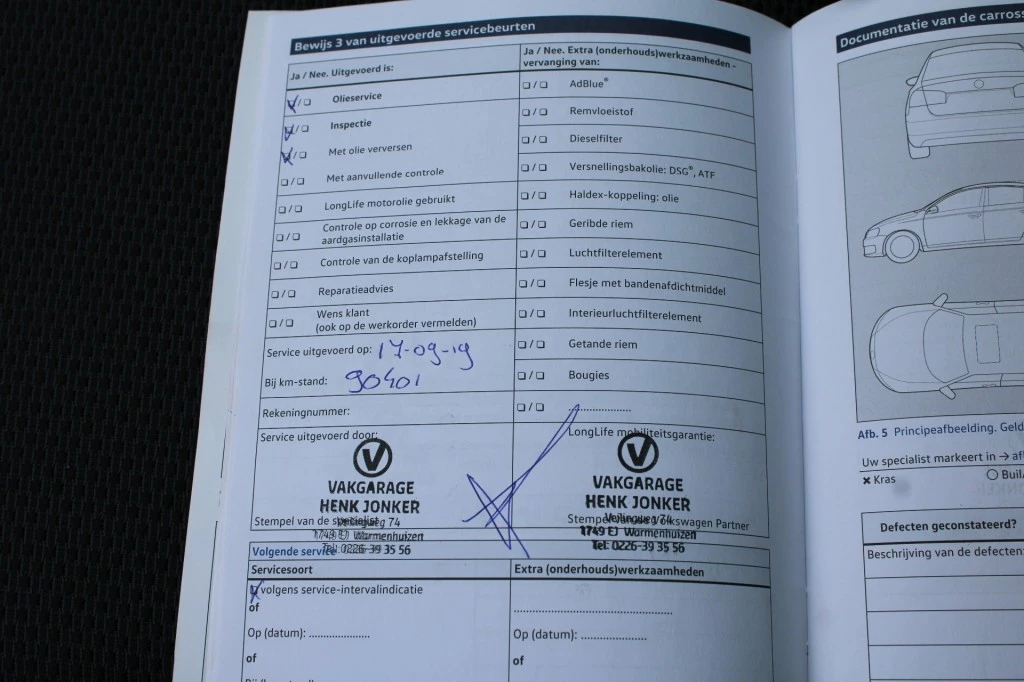 Bewijs 3 van uitgevoerde servicebeurten
Ja / Nee. Uitgevoerd is:
Olieservice
Inspectie
Met olie verversen
Met aanvullende controle
LongLife motorolie gebruikt
Controle op corrosie en lekkage van de
aardgasinstallatie
Controle van de koplampafstelling
Reparatieadvies
Wens klant
(ook op de werkorder vermelden)
Service uitgevoerd op: 17-09-19
Bij km-stand: 90401
Rekeningnummer:
Service uitgevoerd door:
VAKGARAGE
HENK JONKER
Veilingweg 74
1749 EJ Warmenhuizen
Tel: 0226-39 35 56
Stempel van de specialist
Ja / Nee. Extra (onderhouds)werkzaamheden -
vervanging van:
AdBlue®
Remvloeistof
Dieselfilter
Versnellingsbakolie: DSG®, ATF
Haldex-koppeling: olie
Geribde riem
Luchtfilterelement
Flesje met bandenafdichtmiddel
Interieurluchtfilterelement
Getande riem
Bougies
....................
LongLife mobiliteitsgarantie:
VAKGARAGE
HENK JONKER
Veilingweg 74
1749 EJ Warmenhuizen
Tel: 0226-39 35 56
Stempel van de Volkswagen Partner
Volgende service
Servicesoort
volgens service-intervalindicatie
of
Op (datum): ....................
of
Extra (onderhouds)werkzaamheden
..................................................
Op (datum): ....................
of
Documentatie van de carross
Afb. 5 Principeafbeelding. Geld
Uw specialist markeert in → afb
× Kras
○ Buil
Defecten geconstateerd?
Beschrijving van de defecten